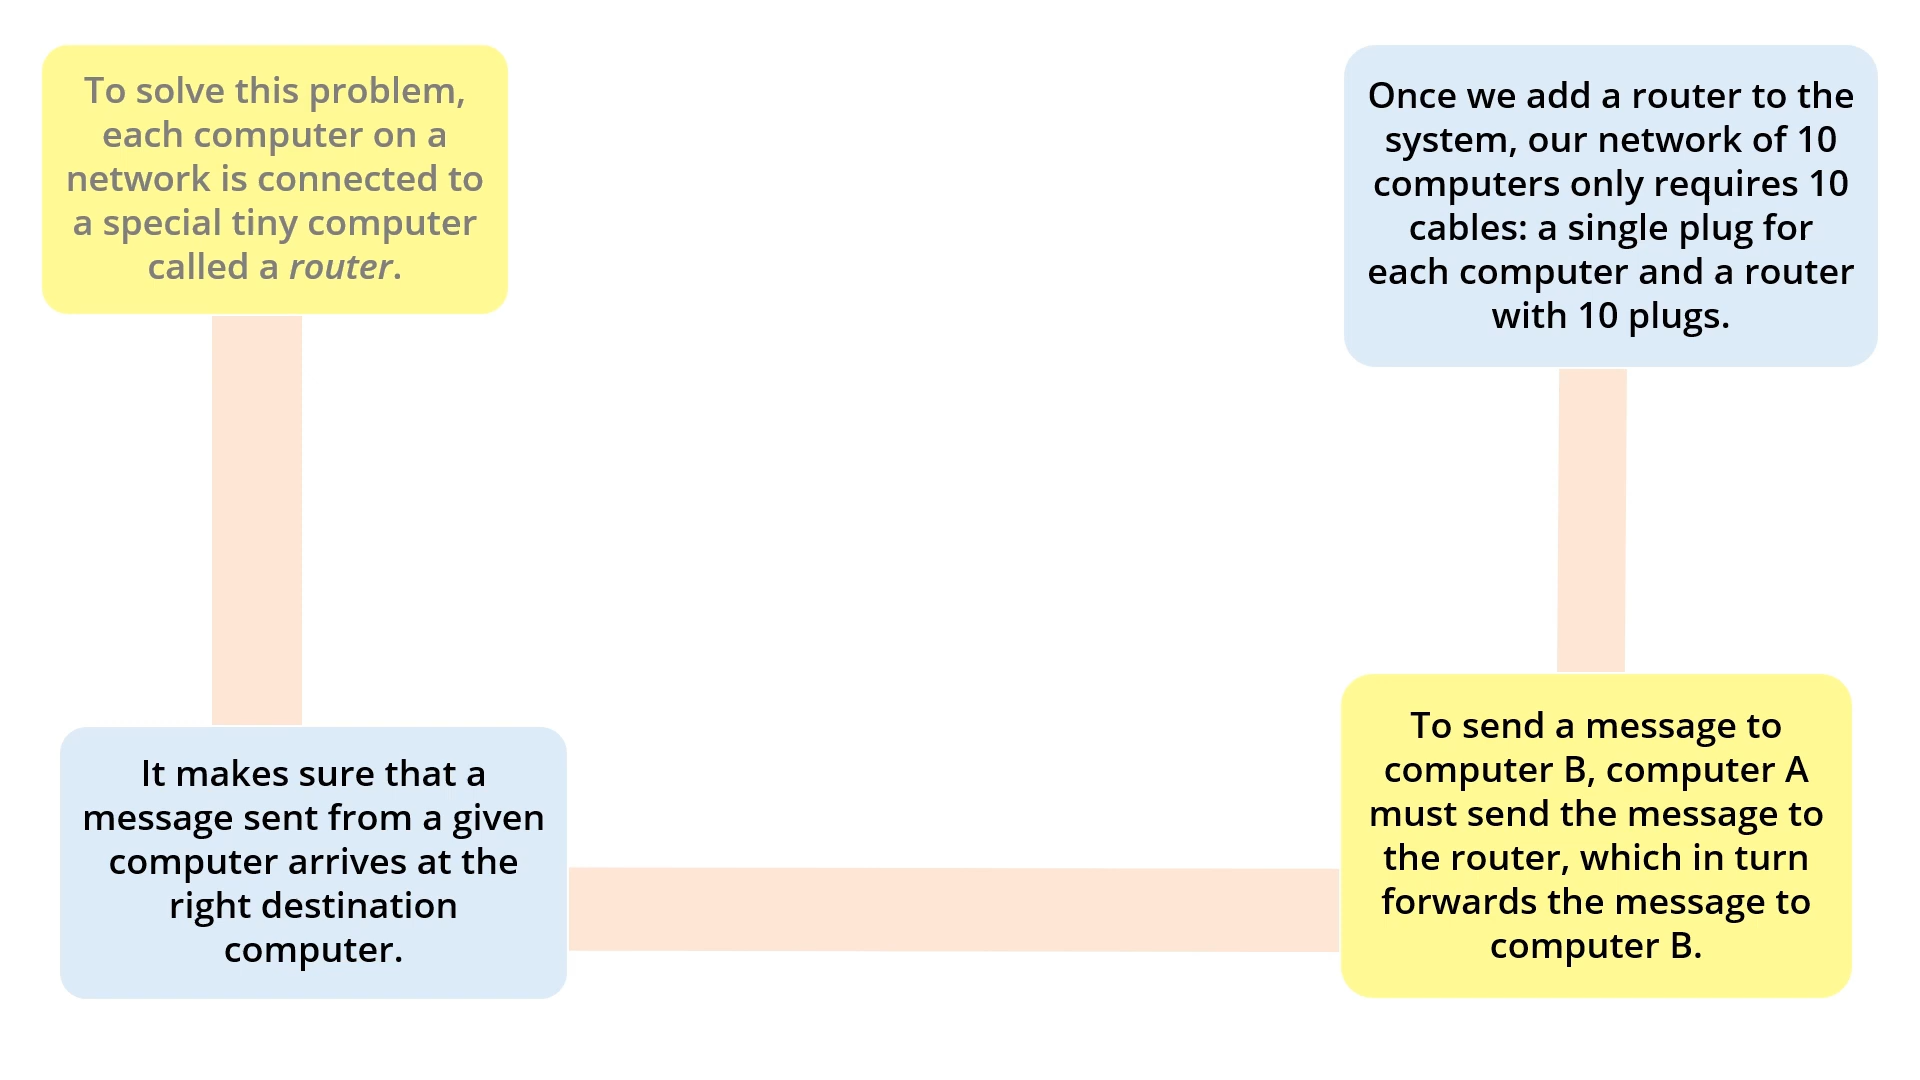 To solve this problem,
each computer on a
network is connected to
a special tiny computer
called a router.
It makes sure that a
message sent from a given
computer arrives at the
right destination
computer.
To send a message to
computer B, computer A
must send the message to
the router, which in turn
forwards the message to
computer B.
Once we add a router to the
system, our network of 10
computers only requires 10
cables: a single plug for
each computer and a router
with 10 plugs.